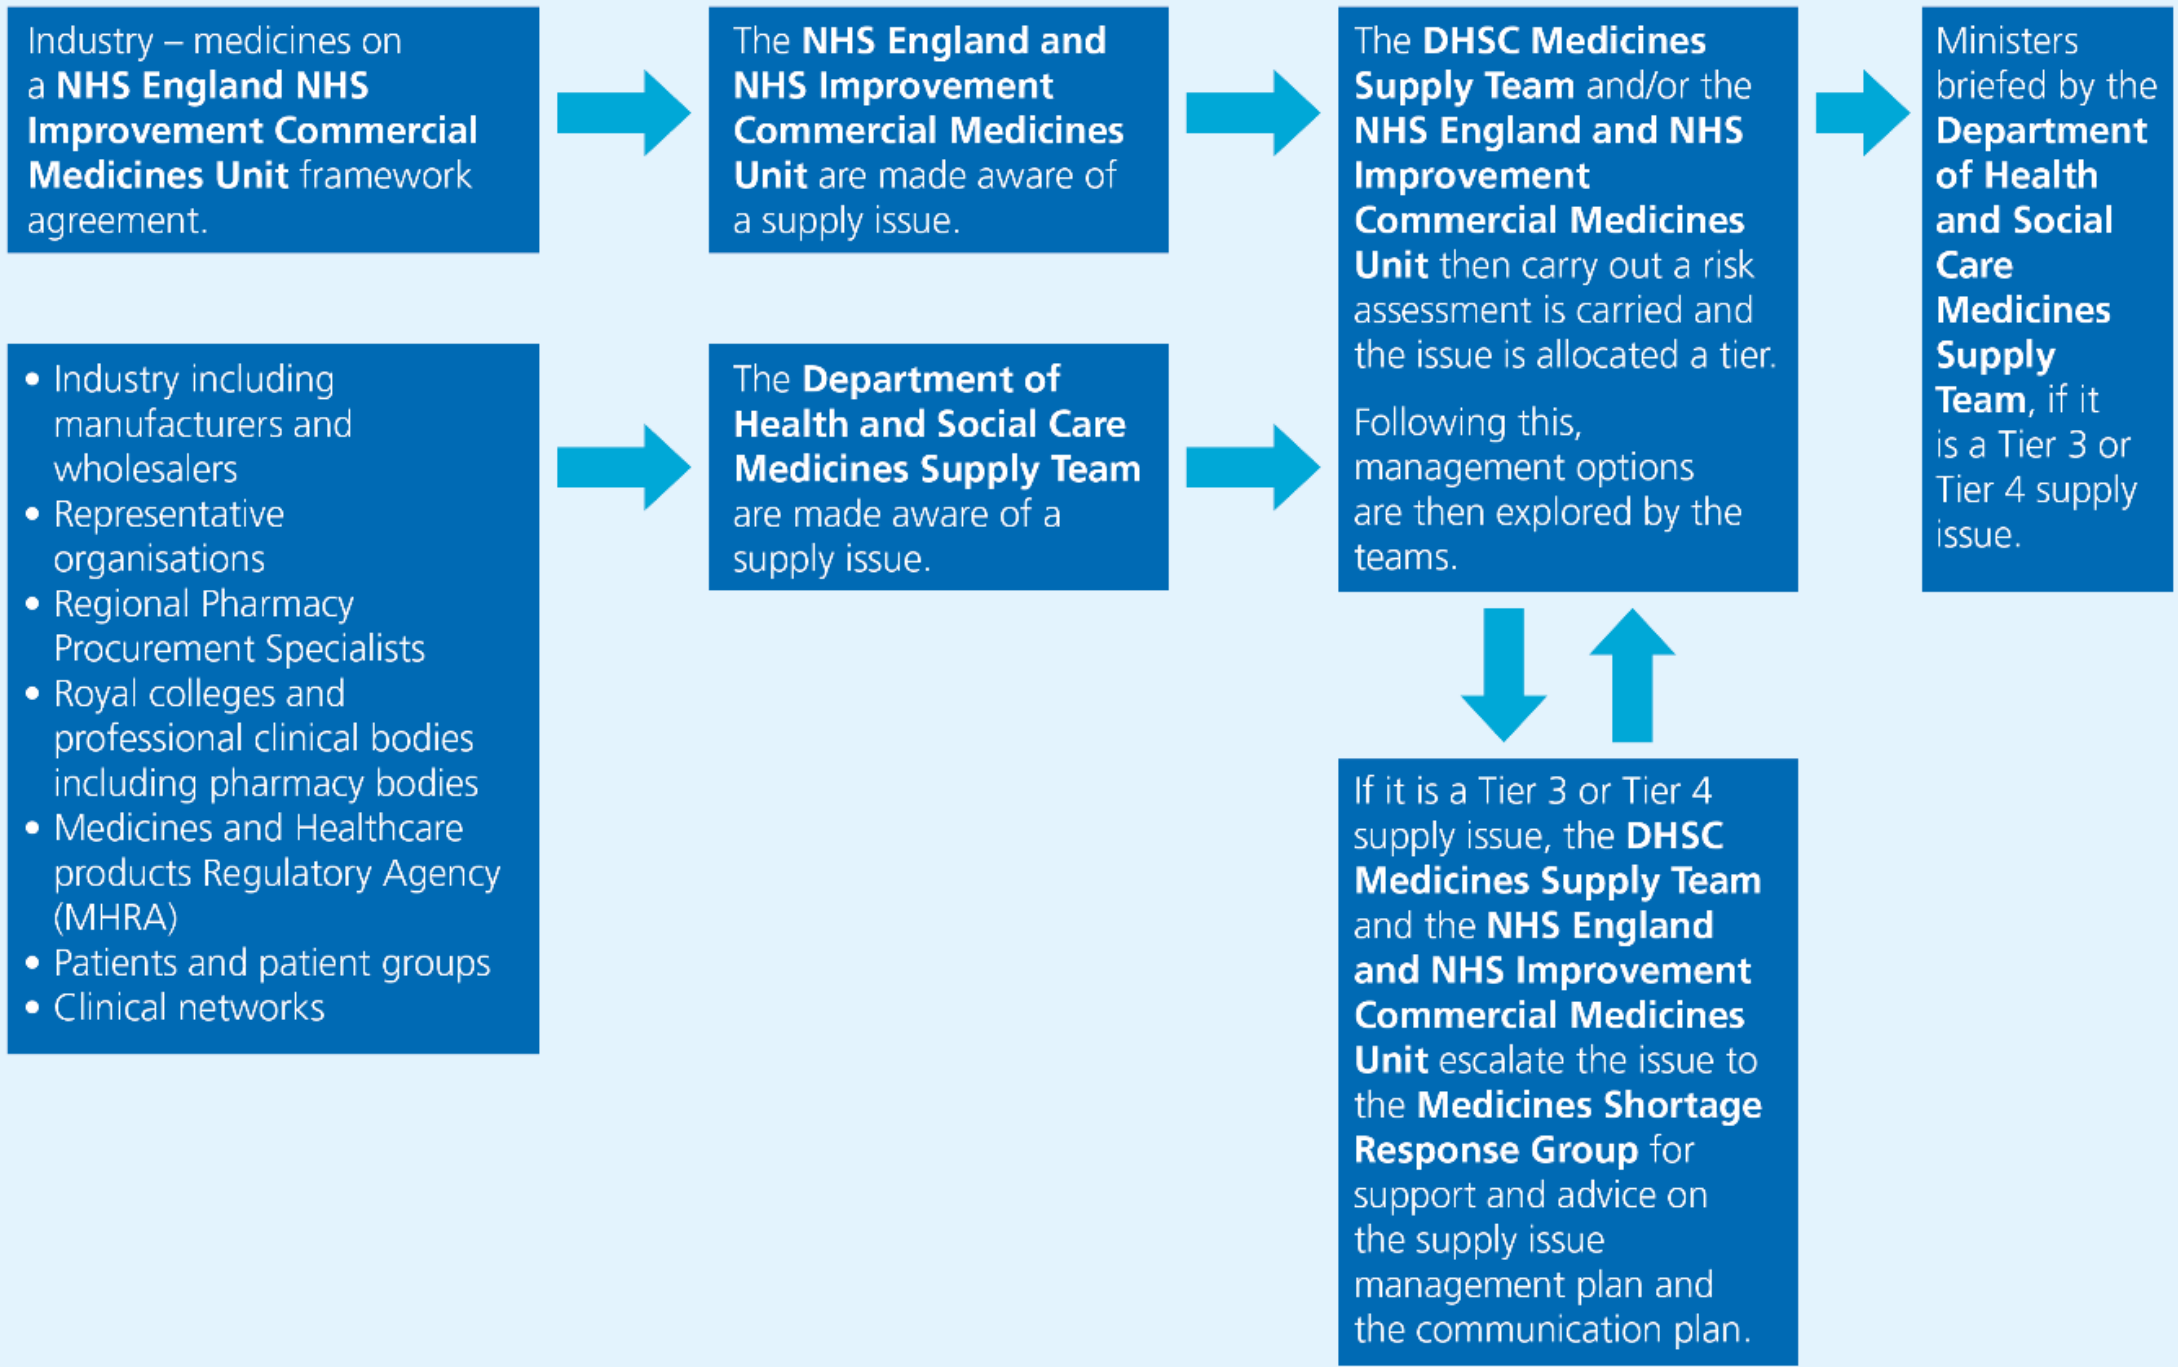 Industry – medicines on
a NHS England NHS
Improvement Commercial
Medicines Unit framework
agreement.
The NHS England and
NHS Improvement
Commercial Medicines
Unit are made aware of
a supply issue.
The DHSC Medicines
Supply Team and/or the
NHS England and NHS
Improvement
Commercial Medicines
Unit then carry out a risk
assessment is carried and
the issue is allocated a tier.
Following this,
management options
are then explored by the
teams.
Ministers
briefed by the
Department
of Health
and Social
Care
Medicines
Supply
Team, if it
is a Tier 3 or
Tier 4 supply
issue.
• Industry including
manufacturers and
wholesalers
• Representative
organisations
• Regional Pharmacy
Procurement Specialists
• Royal colleges and
professional clinical bodies
including pharmacy bodies
• Medicines and Healthcare
products Regulatory Agency
(MHRA)
• Patients and patient groups
• Clinical networks
The Department of
Health and Social Care
Medicines Supply Team
are made aware of a
supply issue.
If it is a Tier 3 or Tier 4
supply issue, the DHSC
Medicines Supply Team
and the NHS England
and NHS Improvement
Commercial Medicines
Unit escalate the issue to
the Medicines Shortage
Response Group for
support and advice on
the supply issue
management plan and
the communication plan.